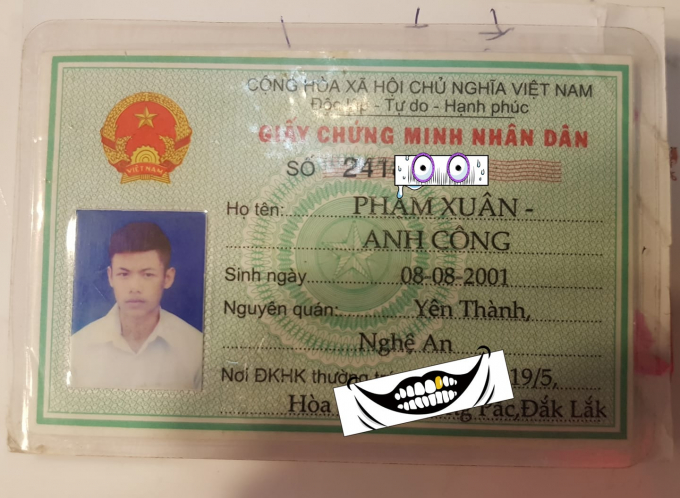 CỘNG HÒA XÃ HỘI CHỦ NGHĨA VIỆT NAM
Độc lập - Tự do - Hạnh phúc
GIẤY CHỨNG MINH NHÂN DÂN
VIỆT NAM
SỐ 241
Họ tên: PHẠM XUÂN -
ANH CÔNG
Sinh ngày 08-08-2001
Nguyên quán: Yên Thành,
Nghệ An
Nơi ĐKHK thường 19/5,
Hòa Đắk Lắk